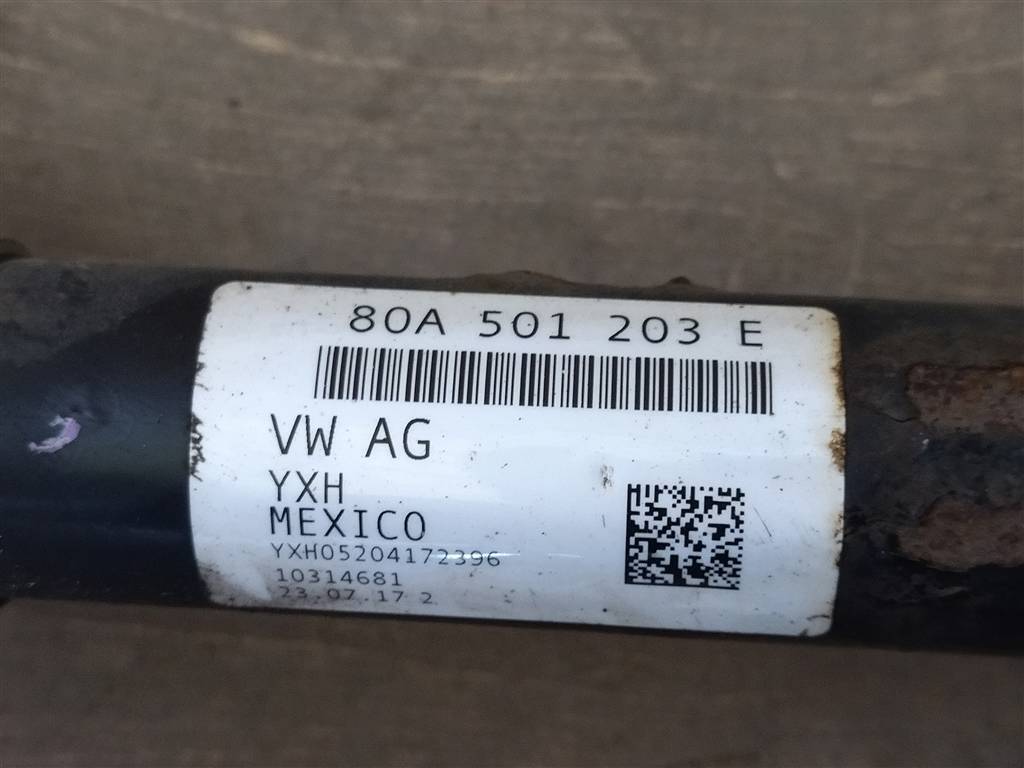 80A 501 203 E
VW AG
YXH
MEXICO
YXH05204172396
10314681
23.07.17 2